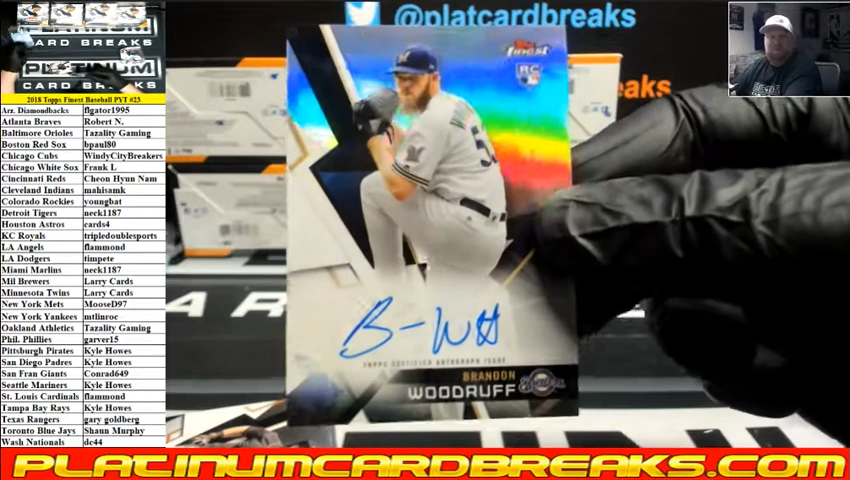 @platcardbreaks
CARD BREAKS
PLATINUM
CARD BREAKS
2018 Topps Finest Baseball PYT #23
Arz. Diamondbacks flgator1995
Atlanta Braves Robert N.
Baltimore Orioles Tazality Gaming
Boston Red Sox bpaul80
Chicago Cubs WindyCityBreakers
Chicago White Sox Frank L
Cincinnati Reds Cheon Hyun Nam
Cleveland Indians mahisamk
Colorado Rockies youngbat
Detroit Tigers neck1187
Houston Astros cards4
KC Royals tripledoublesports
LA Angels flammond
LA Dodgers timpete
Miami Marlins neck1187
Mil Brewers Larry Cards
Minnesota Twins Larry Cards
New York Mets MooseD97
New York Yankees mtlinroc
Oakland Athletics Tazality Gaming
Phil. Phillies garver15
Pittsburgh Pirates Kyle Howes
San Diego Padres Kyle Howes
San Fran Giants Conrad649
Seattle Mariners Kyle Howes
St. Louis Cardinals flammond
Tampa Bay Rays Kyle Howes
Texas Rangers gary goldberg
Toronto Blue Jays Shaun Murphy
Wash Nationals dc44
Topps
finest
RC
TOPPS CERTIFIED AUTOGRAPH ISSUE
BRANDON
WOODRUFF
Brewers
PLATINUMCARDBREAKS.COM